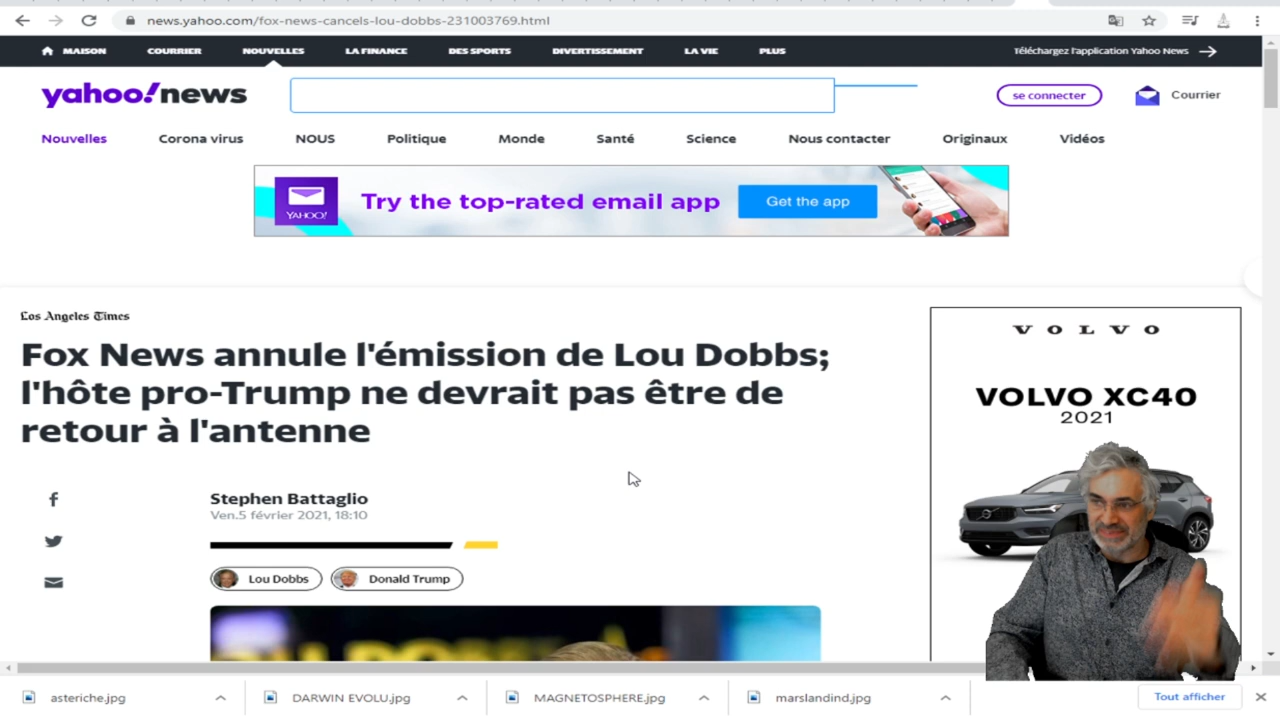 news.yahoo.com/fox-news-cancels-lou-dobbs-231003769.html
MAISON COURRIER NOUVELLES LA FINANCE DES SPORTS DIVERTISSEMENT LA VIE PLUS Téléchargez l'application Yahoo News
yahoo!news se connecter Courrier
Nouvelles Corona virus NOUS Politique Monde Santé Science Nous contacter Originaux Vidéos
YAHOO! Try the top-rated email app Get the app
Los Angeles Times
VOLVO
Fox News annule l'émission de Lou Dobbs;
l'hôte pro-Trump ne devrait pas être de
retour à l'antenne
VOLVO XC40
2021
Stephen Battaglio
Ven.5 février 2021, 18:10
Lou Dobbs Donald Trump
asteriche.jpg DARWIN EVOLU.jpg MAGNETOSPHERE.jpg marslandind.jpg Tout afficher